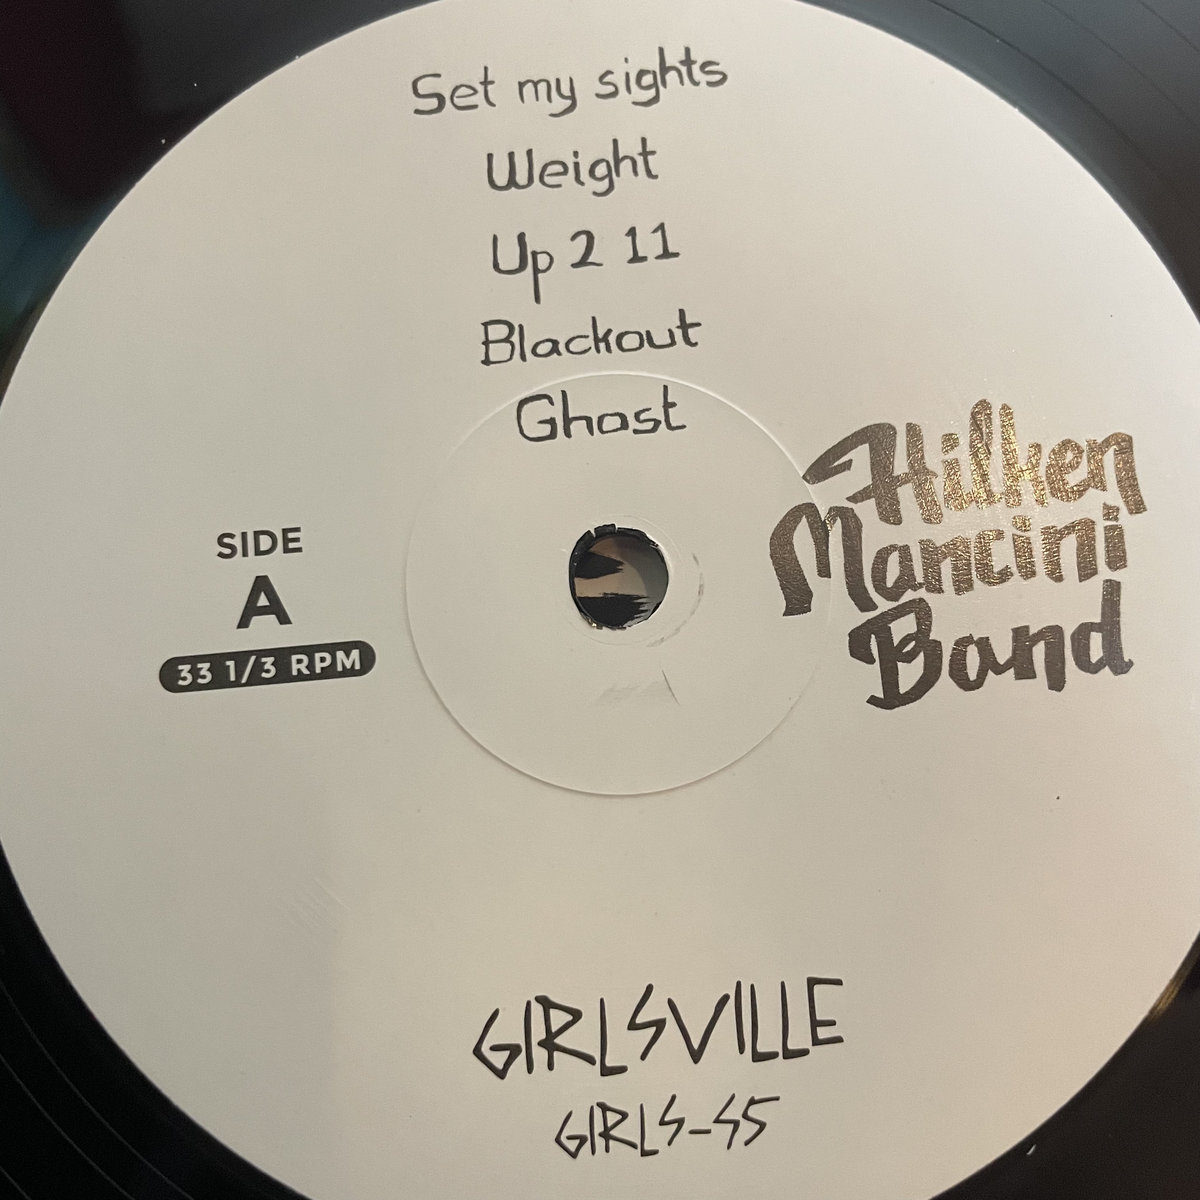 Set my sights
Weight
Up 2 11
Blackout
Ghost
SIDE
A
33 1/3 RPM
Hilken
Mancini
Band
GIRLSVILLE
GIRLS-S5